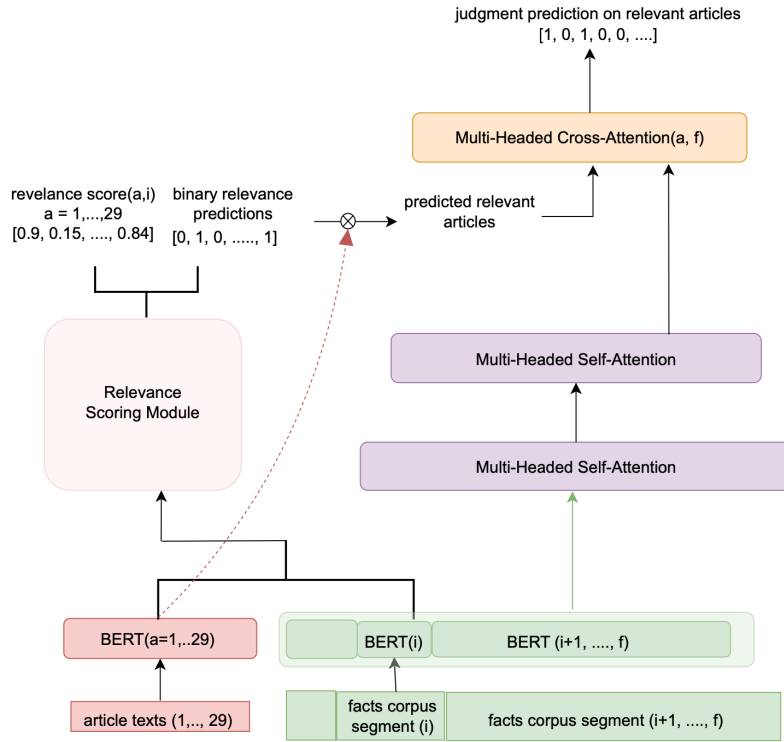 judgment prediction on relevant articles
[1, 0, 1, 0, 0, ....]
Multi-Headed Cross-Attention(a, f)
revelance score(a,i)
a = 1,...,29
[0.9, 0.15, ...., 0.84]
binary relevance
predictions
[0, 1, 0, ....., 1]
predicted relevant
articles
Multi-Headed Self-Attention
Relevance
Scoring Module
Multi-Headed Self-Attention
BERT(a=1,..29)
BERT(i)
BERT (i+1, ...., f)
article texts (1,.., 29)
facts corpus
segment (i)
facts corpus segment (i+1, ...., f)